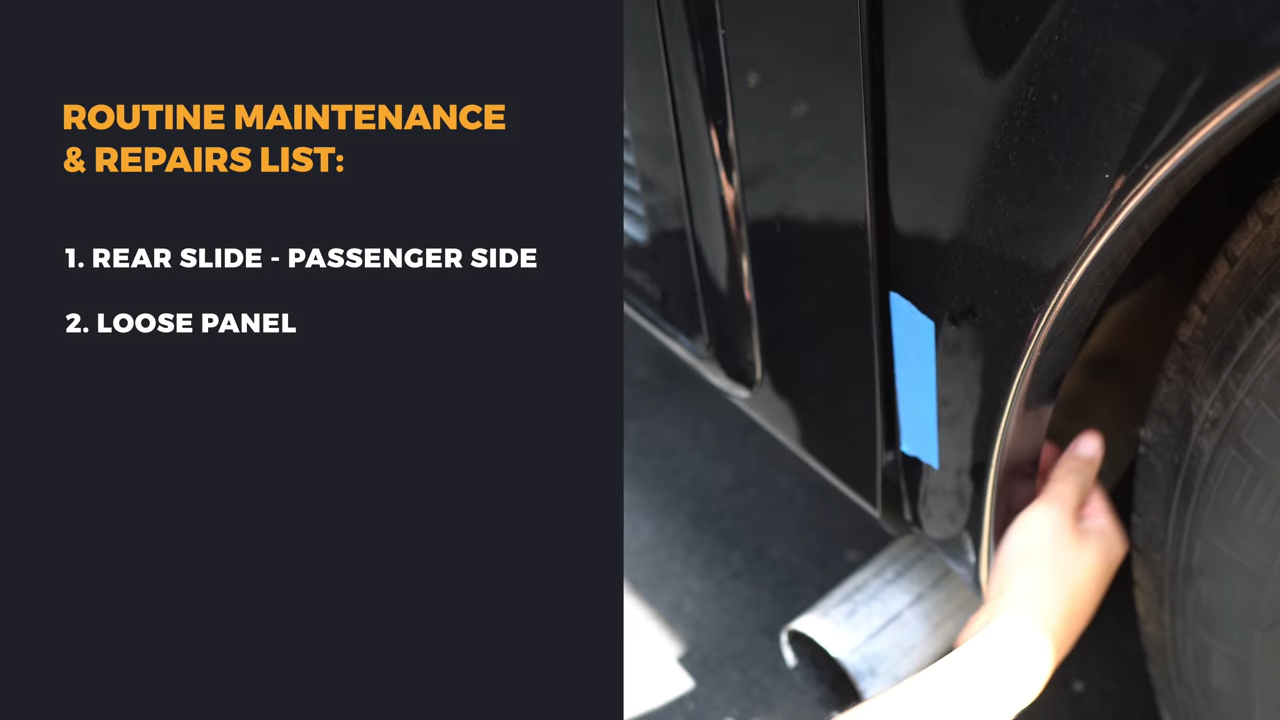 ROUTINE MAINTENANCE
& REPAIRS LIST:
1. REAR SLIDE - PASSENGER SIDE
2. LOOSE PANEL